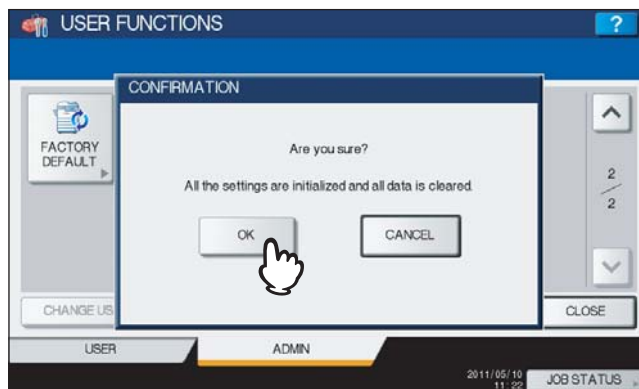 USER FUNCTIONS
?
CONFIRMATION
FACTORY
DEFAULT
Are you sure?
All the settings are initialized and all data is cleared.
OK
CANCEL
2
2
CHANGE US
CLOSE
USER
ADMIN
2011/05/10
11:22
JOB STATUS